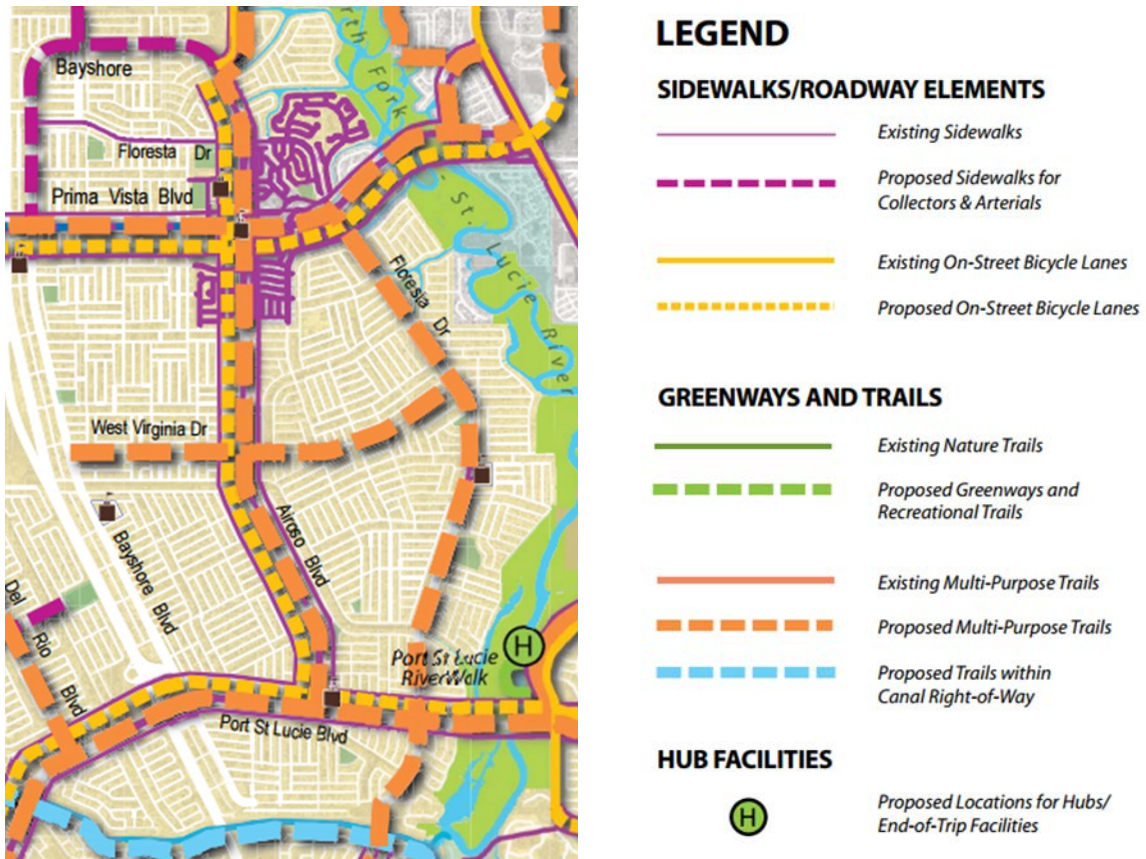 North
Fork
St. Lucie River
Bayshore
Floresta Dr
Prima Vista Blvd
Floresta Dr
West Virginia Dr
Airoso Blvd
Bayshore Blvd
Del Rio Blvd
Port St Lucie
RiverWalk
H
Port St Lucie Blvd
LEGEND
SIDEWALKS/ROADWAY ELEMENTS
Existing Sidewalks
Proposed Sidewalks for
Collectors & Arterials
Existing On-Street Bicycle Lanes
Proposed On-Street Bicycle Lanes
GREENWAYS AND TRAILS
Existing Nature Trails
Proposed Greenways and
Recreational Trails
Existing Multi-Purpose Trails
Proposed Multi-Purpose Trails
Proposed Trails within
Canal Right-of-Way
HUB FACILITIES
H
Proposed Locations for Hubs/
End-of-Trip Facilities